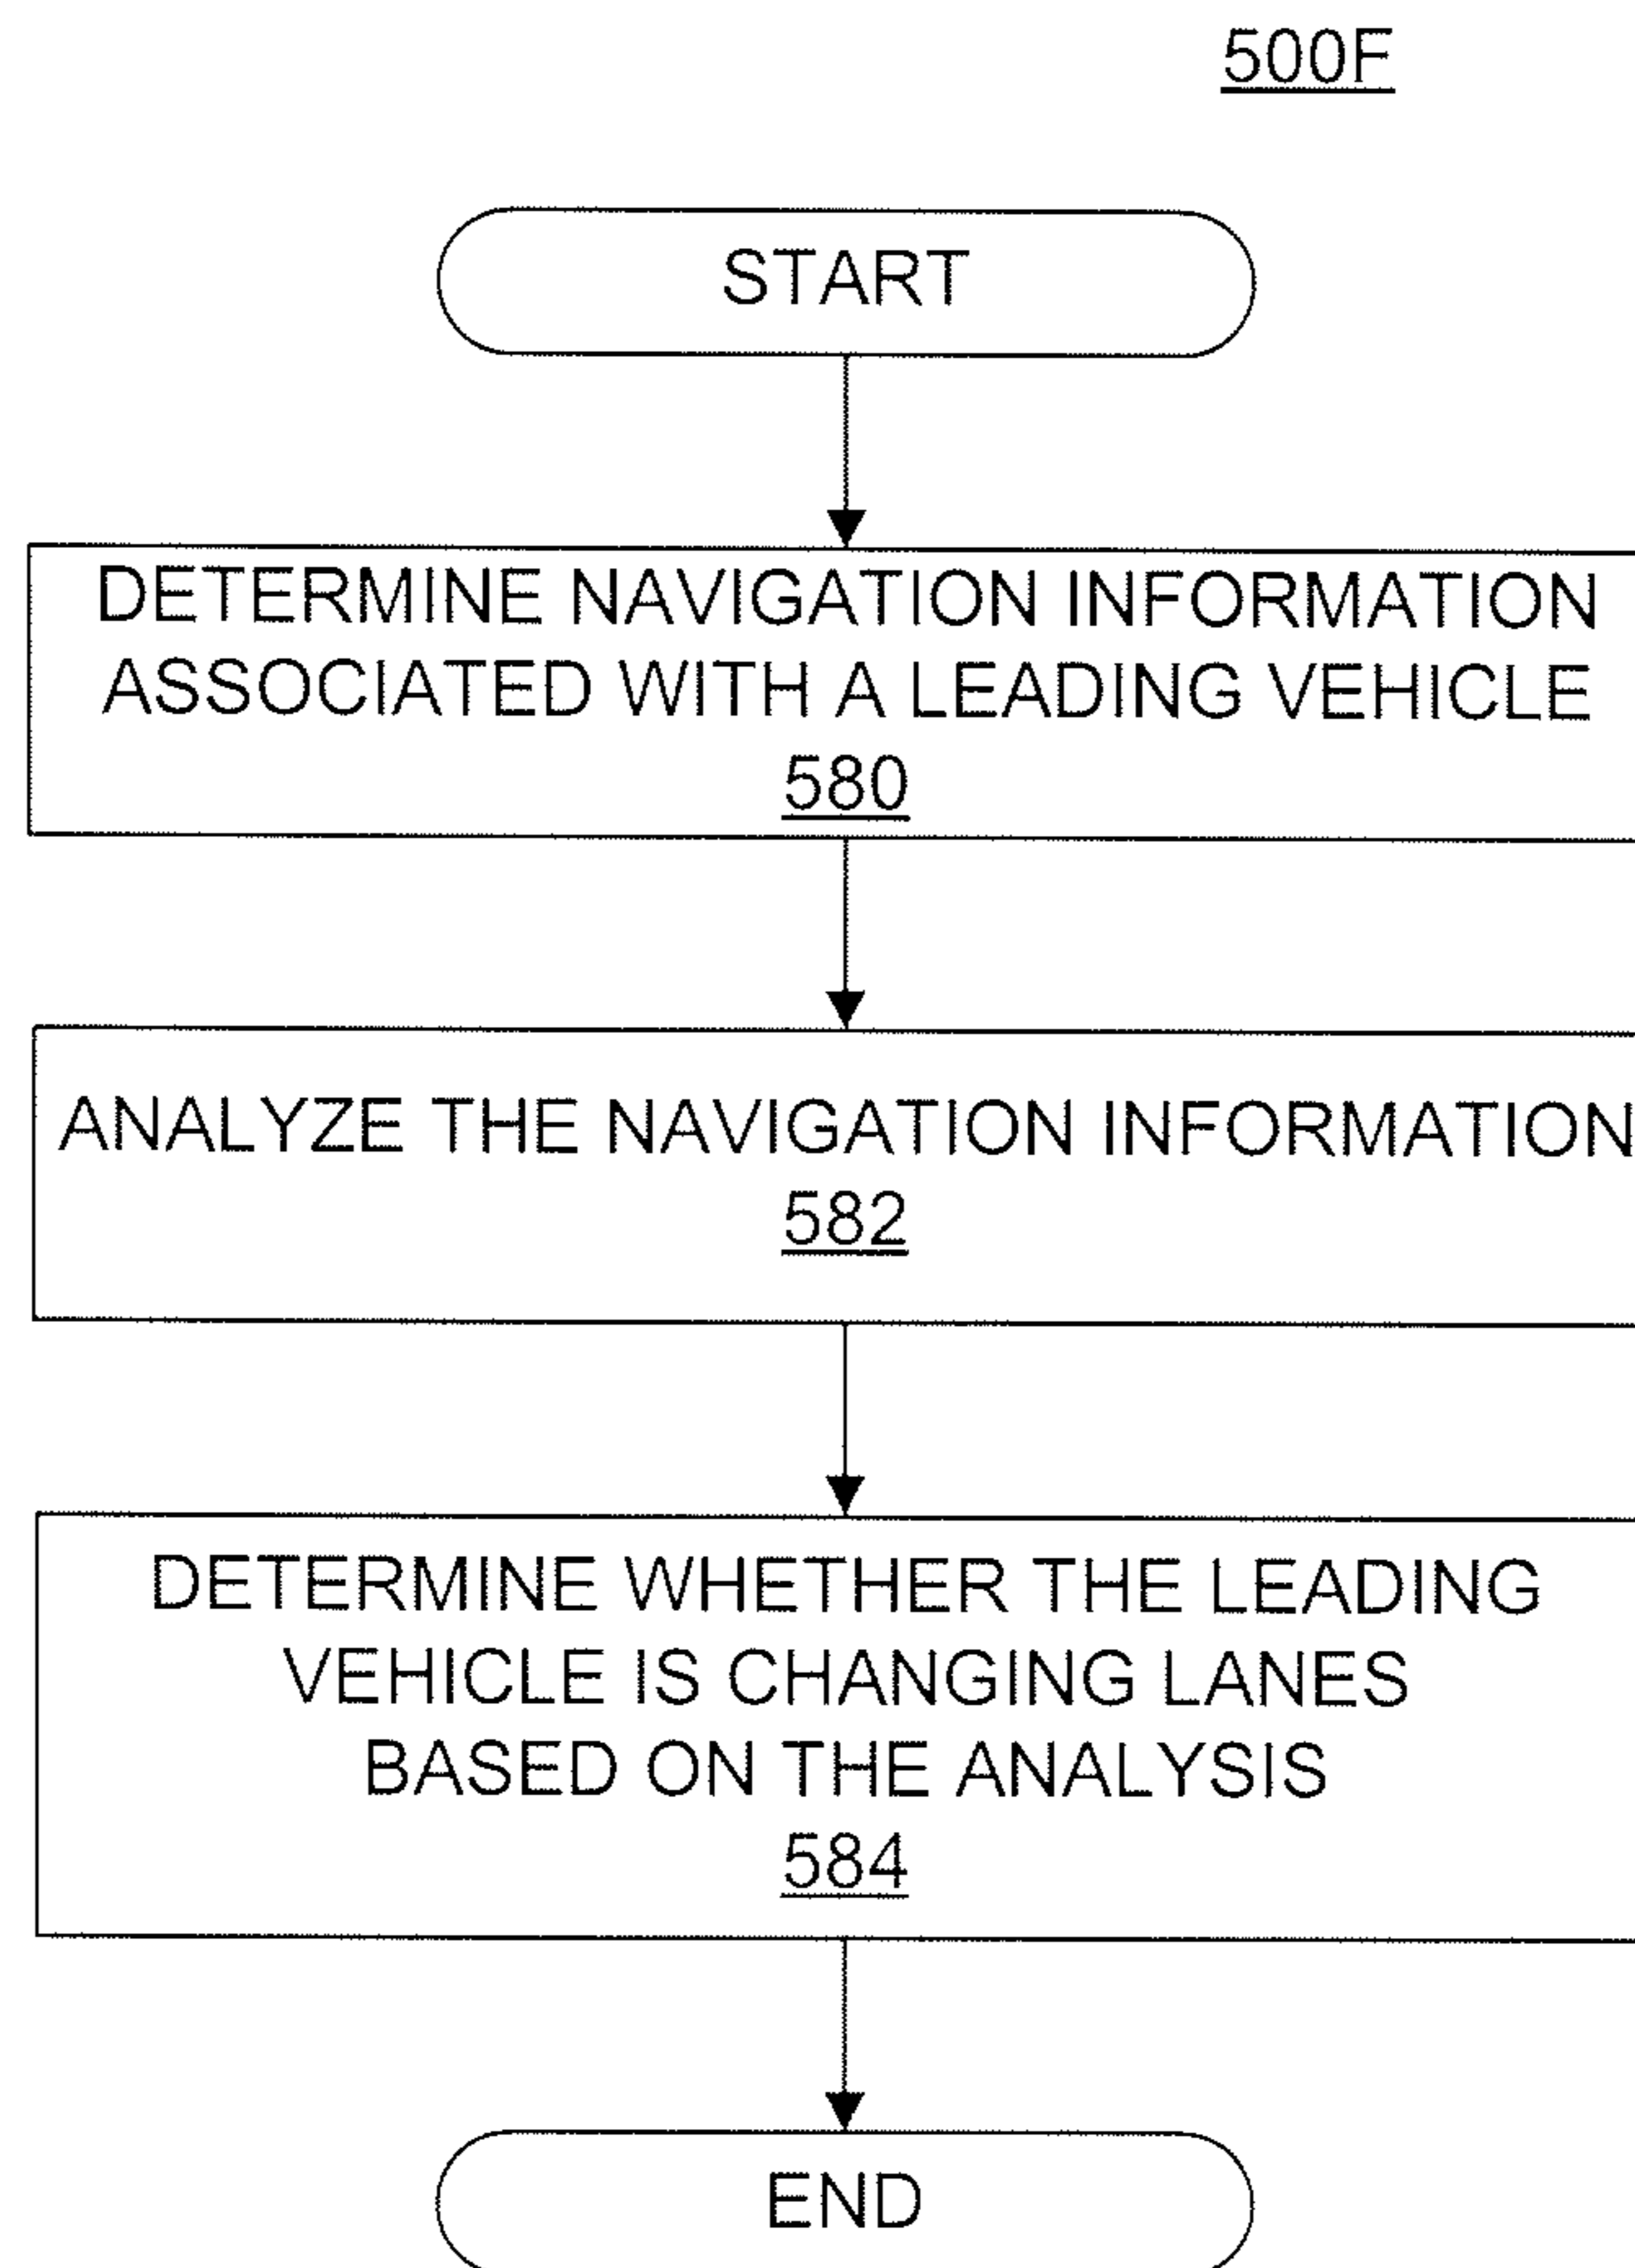 500F
START
DETERMINE NAVIGATION INFORMATION
ASSOCIATED WITH A LEADING VEHICLE
580
ANALYZE THE NAVIGATION INFORMATION
582
DETERMINE WHETHER THE LEADING
VEHICLE IS CHANGING LANES
BASED ON THE ANALYSIS
584
END